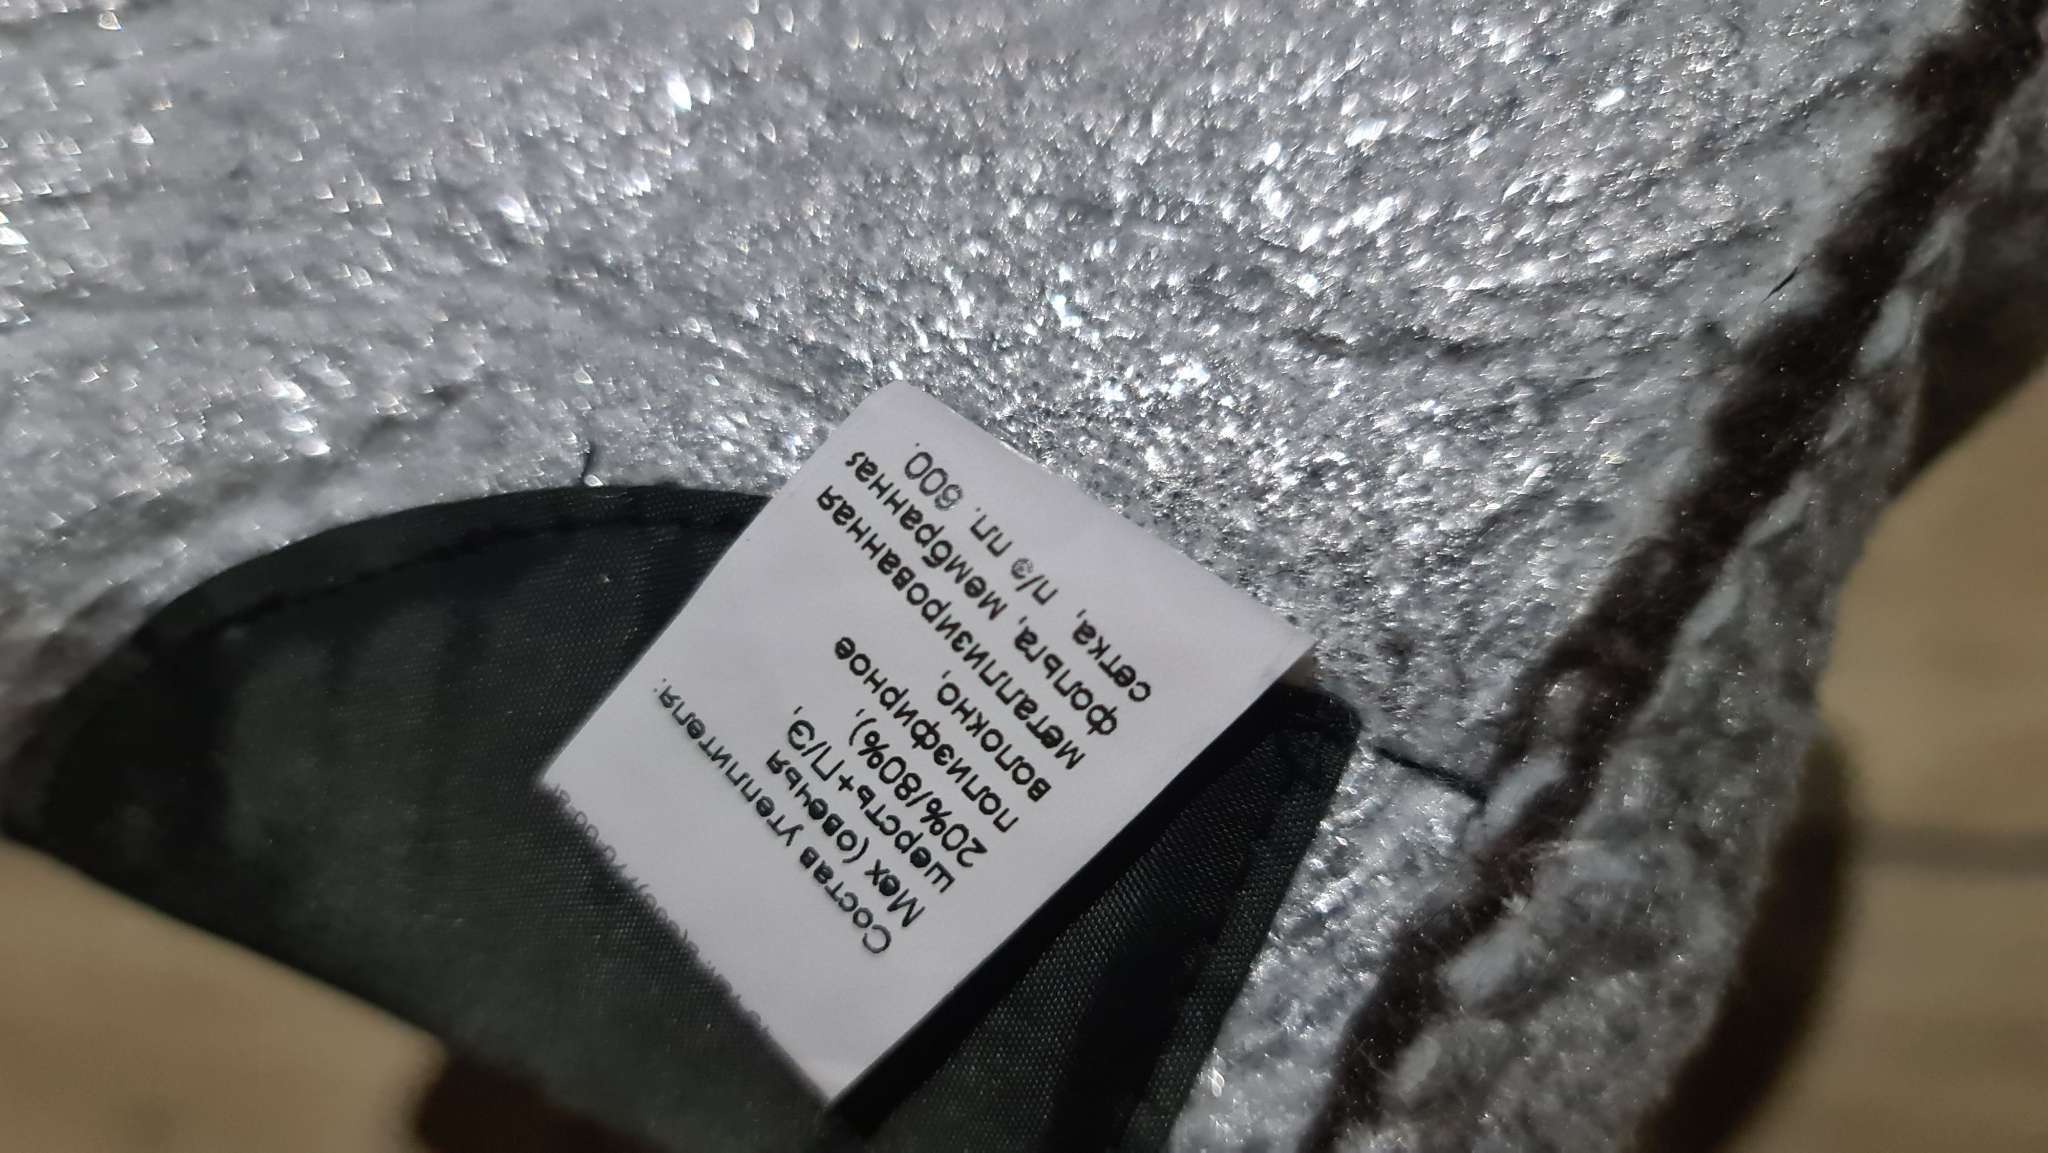 Состав утеплителя:
Мех (овечья
шерсть+П/Э,
20%/80%),
полиэфирное
волокно,
металлизированная
фольга, мембранная
сетка, п/э пл. 600.